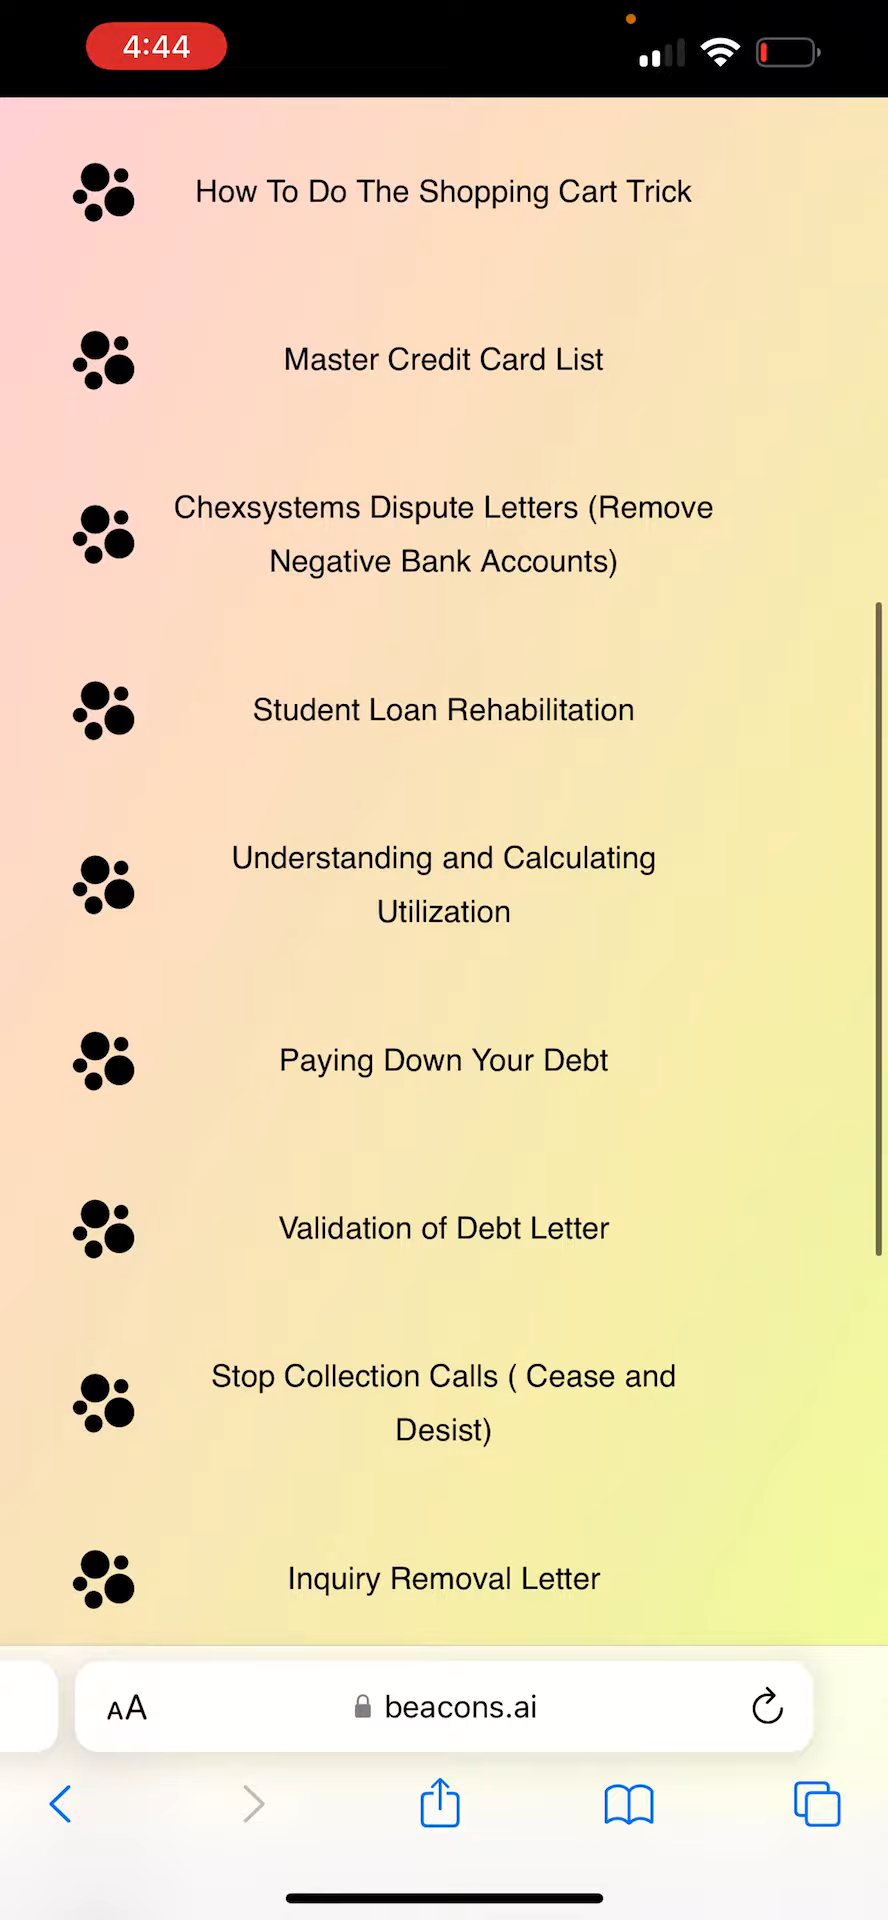 4:44
How To Do The Shopping Cart Trick
Master Credit Card List
Chexsystems Dispute Letters (Remove
Negative Bank Accounts)
Student Loan Rehabilitation
Understanding and Calculating
Utilization
Paying Down Your Debt
Validation of Debt Letter
Stop Collection Calls ( Cease and
Desist)
Inquiry Removal Letter
AA beacons.ai